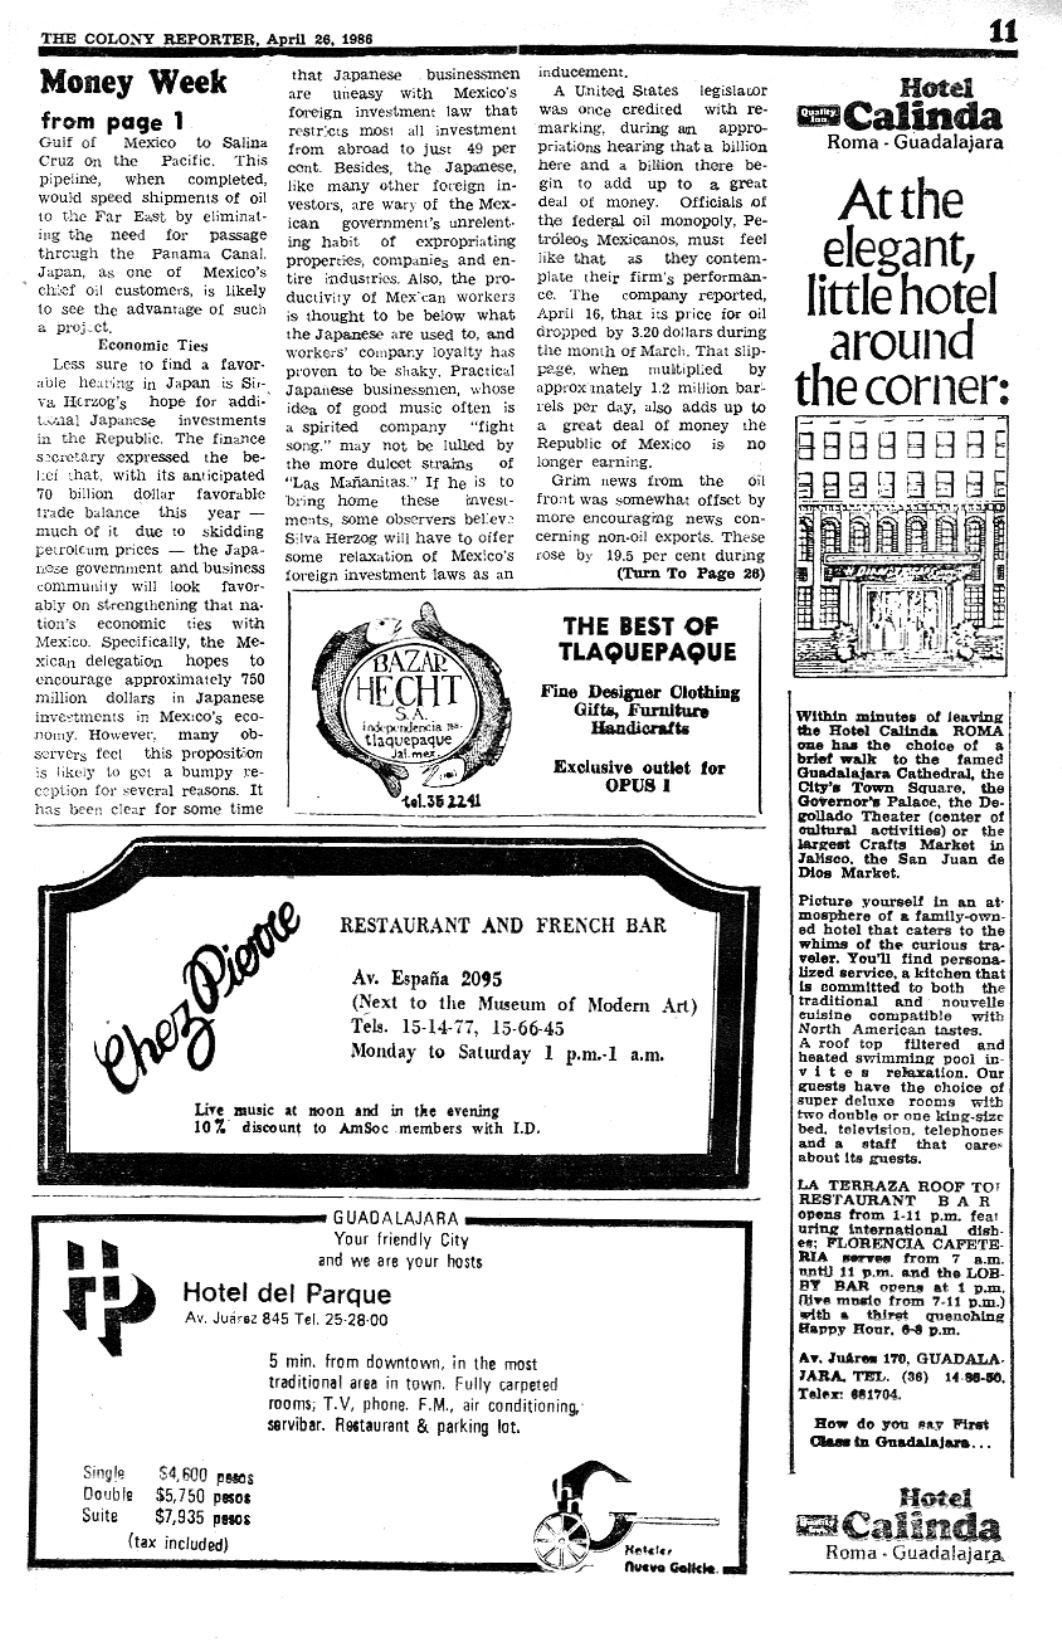 THE COLONY REPORTER, April 26, 1986
11
Money Week
from page 1
Gulf of Mexico to Salina
Cruz on the Pacific. This
pipeline, when completed,
would speed shipments of oil
to the Far East by eliminat-
ing the need for passage
through the Panama Canal.
Japan, as one of Mexico's
chief oil customers, is likely
to see the advantage of such
a project.
Economic Ties
Less sure to find a favor-
able hearing in Japan is Sil-
va Herzog's hope for addi-
tional Japanese investments
in the Republic. The finance
secretary expressed the be-
lief that, with its anticipated
70 billion dollar favorable
trade balance this year —
much of it due to skidding
petroleum prices — the Japa-
nese government and business
community will look favor-
ably on strengthening that na-
tion's economic ties with
Mexico. Specifically, the Me-
xican delegation hopes to
encourage approximately 750
million dollars in Japanese
investments in Mexico's eco-
nomy. However, many ob-
servers feel this proposition
is likely to get a bumpy re-
ception for several reasons. It
has been clear for some time
that Japanese businessmen
are uneasy with Mexico's
foreign investment law that
restricts most all investment
from abroad to just 49 per
cent. Besides, the Japanese,
like many other foreign in-
vestors, are wary of the Mex-
ican government's unrelent-
ing habit of expropriating
properties, companies and en-
tire industries. Also, the pro-
ductivity of Mexican workers
is thought to be below what
the Japanese are used to, and
workers' company loyalty has
proven to be shaky. Practical
Japanese businessmen, whose
idea of good music often is
a spirited company "fight
song." may not be lulled by
the more dulcet strains of
"Las Mañanitas." If he is to
bring home these invest-
ments, some observers believe
Silva Herzog will have to offer
some relaxation of Mexico's
foreign investment laws as an
inducement.
A United States legislator
was once credited with re-
marking, during an appro-
priations hearing that a billion
here and a billion there be-
gin to add up to a great
deal of money. Officials of
the federal oil monopoly, Pe-
tróleos Mexicanos, must feel
like that as they contem-
plate their firm's performan-
ce. The company reported,
April 16, that its price for oil
dropped by 3.20 dollars during
the month of March. That slip-
page, when multiplied by
approximately 1.2 million bar-
rels per day, also adds up to
a great deal of money the
Republic of Mexico is no
longer earning.
Grim news from the oil
front was somewhat offset by
more encouraging news con-
cerning non-oil exports. These
rose by 19.5 per cent during
(Turn To Page 26)
BAZAR
HECHT
S.A.
independencia 158
tlaquepaque
Jal. mex.
tel. 35 22 41
THE BEST OF
TLAQUEPAQUE
Fine Designer Clothing
Gifts, Furniture
Handicrafts
Exclusive outlet for
OPUS I
Chez Pierre
RESTAURANT AND FRENCH BAR
Av. España 2095
(Next to the Museum of Modern Art)
Tels. 15-14-77, 15-66-45
Monday to Saturday 1 p.m.-1 a.m.
Live music at noon and in the evening
10% discount to AmSoc members with I.D.
GUADALAJARA
Your friendly City
and we are your hosts
HP
Hotel del Parque
Av. Juárez 845 Tel. 25-28-00
5 min. from downtown, in the most
traditional area in town. Fully carpeted
rooms; T.V, phone. F.M., air conditioning,
servibar. Restaurant & parking lot.
Single $4,600 pesos
Double $5,750 pesos
Suite $7,935 pesos
(tax included)
Hoteles
Nueva Galicia.
Hotel
Quality Inn Calinda
Roma - Guadalajara
At the
elegant,
little hotel
around
the corner:
Within minutes of leaving
the Hotel Calinda ROMA
one has the choice of a
brief walk to the famed
Guadalajara Cathedral, the
City's Town Square, the
Governor's Palace, the De-
gollado Theater (center of
cultural activities) or the
largest Crafts Market in
Jalisco, the San Juan de
Dios Market.
Picture yourself in an at-
mosphere of a family-own-
ed hotel that caters to the
whims of the curious tra-
veler. You'll find persona-
lized service, a kitchen that
is committed to both the
traditional and nouvelle
cuisine compatible with
North American tastes.
A roof top filtered and
heated swimming pool in-
vites relaxation. Our
guests have the choice of
super deluxe rooms with
two double or one king-size
bed, television, telephones
and a staff that cares
about its guests.
LA TERRAZA ROOF TOP
RESTAURANT BAR
opens from 1-11 p.m. feat
uring international dish-
es; FLORENCIA CAFETE-
RIA serves from 7 a.m.
until 11 p.m. and the LOB-
BY BAR opens at 1 p.m.
(live music from 7-11 p.m.)
with a thirst quenching
Happy Hour, 6-8 p.m.
Av. Juáres 170, GUADALA-
JARA, TEL. (36) 14-86-50,
Telex: 681704.
How do you say First
Class in Guadalajara...
Hotel
Calinda
Roma - Guadalajara